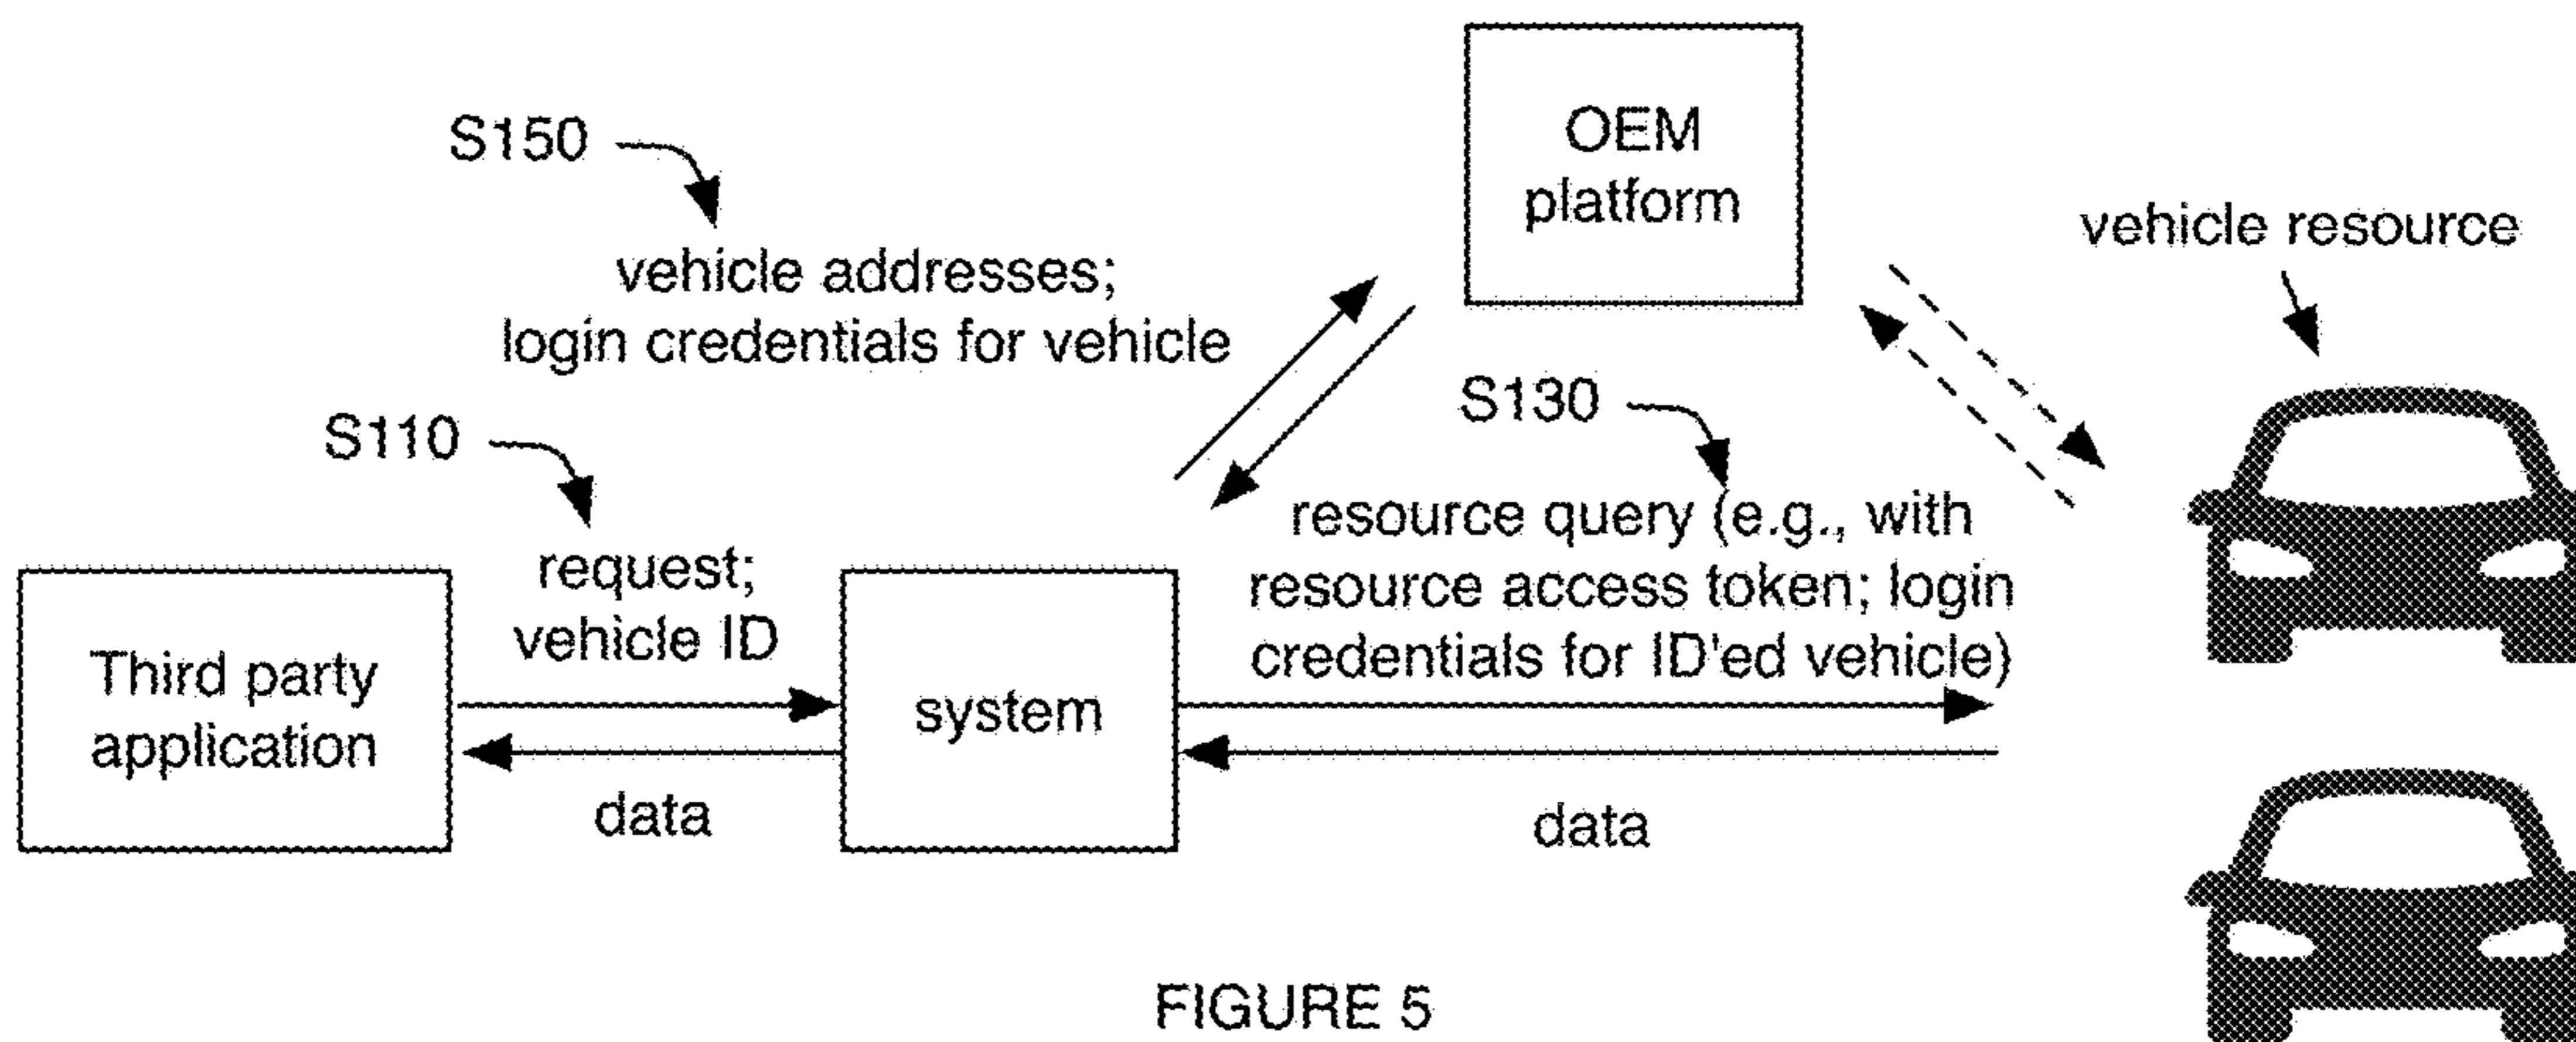 OEM
platform
S150
vehicle addresses;
login credentials for vehicle
vehicle resource
S110
S130
request;
vehicle ID
resource query (e.g., with
resource access token; login
credentials for ID'ed vehicle)
Third party
application
system
data
data
FIGURE 5